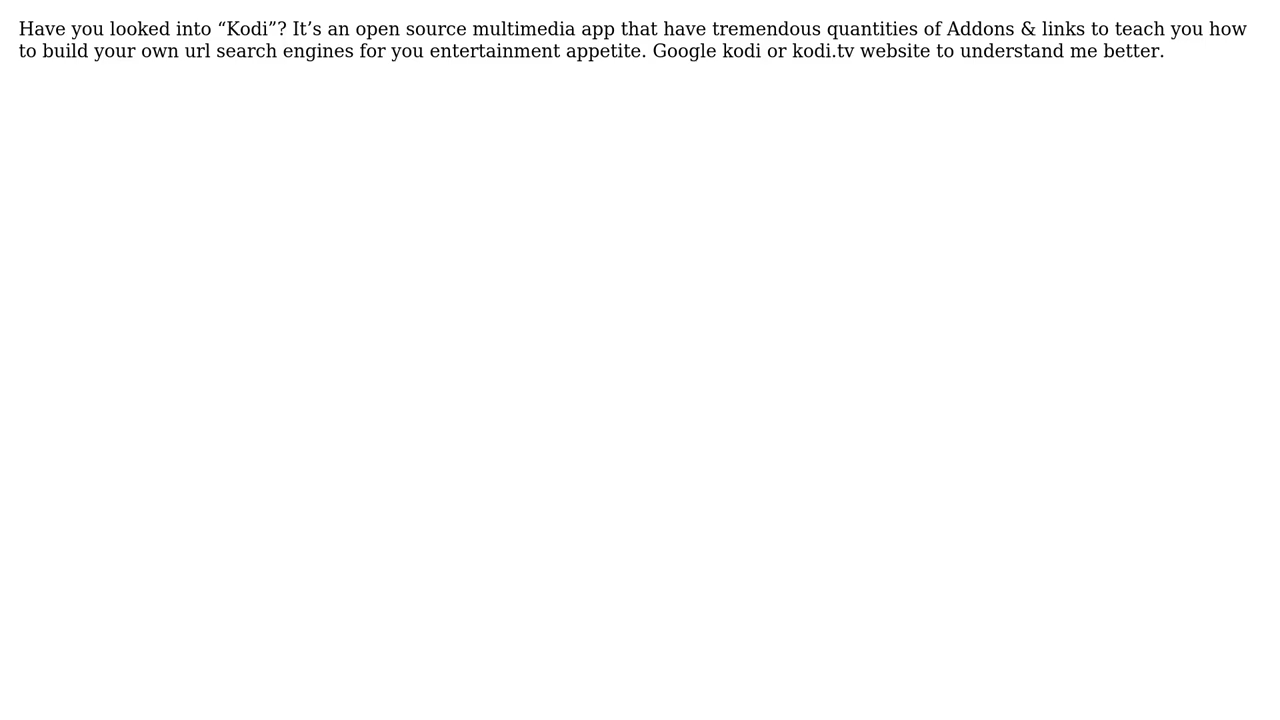 Have you looked into “Kodi”? It’s an open source multimedia app that have tremendous quantities of Addons & links to teach you how
to build your own url search engines for you entertainment appetite. Google kodi or kodi.tv website to understand me better.